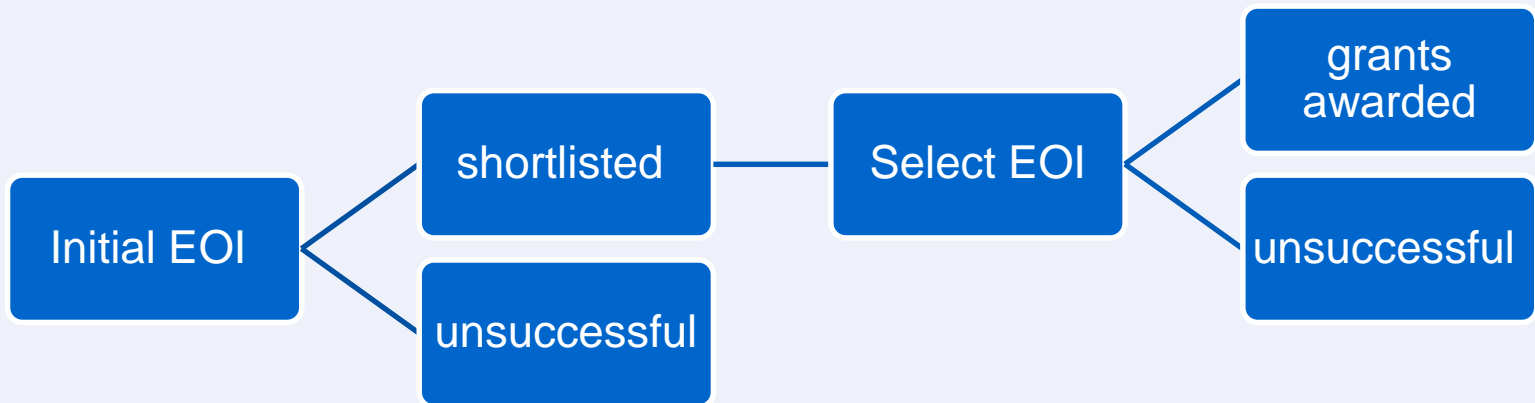 Initial EOI
shortlisted
unsuccessful
Select EOI
grants
awarded
unsuccessful